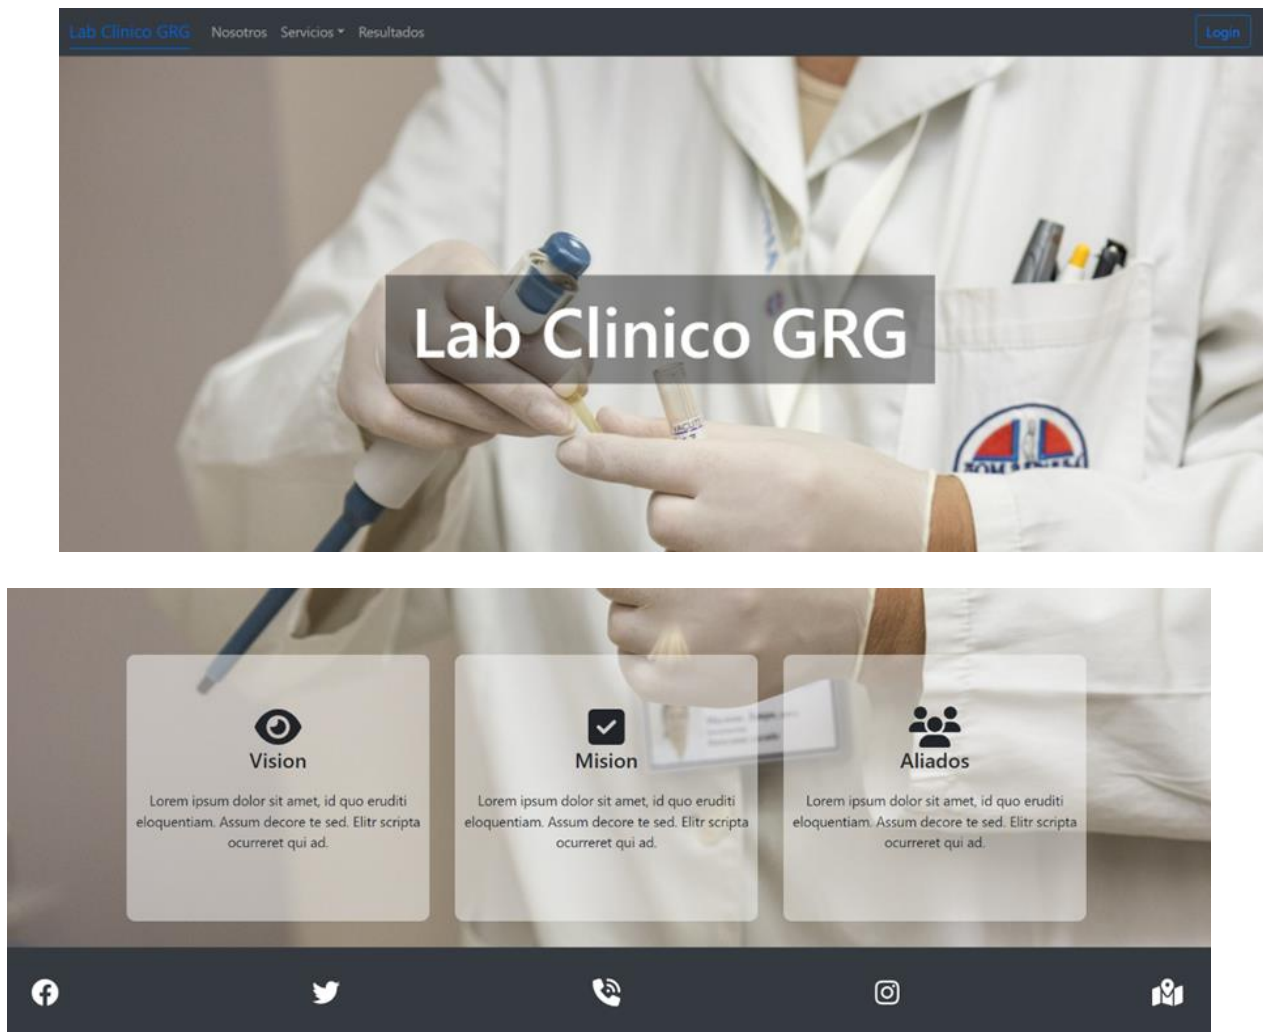 Lab Clinico GRG Nosotros Servicios Resultados Login
Lab Clinico GRG
Vision
Lorem ipsum dolor sit amet, id quo eruditi
eloquentiam. Assum decore te sed. Elitr scripta
ocurreret qui ad.
Mision
Lorem ipsum dolor sit amet, id quo eruditi
eloquentiam. Assum decore te sed. Elitr scripta
ocurreret qui ad.
Aliados
Lorem ipsum dolor sit amet, id quo eruditi
eloquentiam. Assum decore te sed. Elitr scripta
ocurreret qui ad.